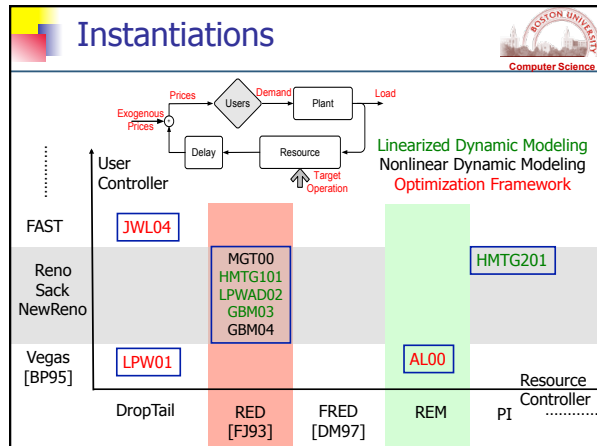 Instantiations
BOSTON UNIVERSITY
Computer Science
Prices
Users
Demand
Plant
Load
Exogenous
Prices
+
Delay
Resource
Target
Operation
Linearized Dynamic Modeling
Nonlinear Dynamic Modeling
Optimization Framework
User
Controller
FAST
JWL04
Reno
Sack
NewReno
MGT00
HMTG101
LPWAD02
GBM03
GBM04
HMTG201
Vegas
[BP95]
LPW01
AL00
Resource
Controller
DropTail
RED
[FJ93]
FRED
[DM97]
REM
PI